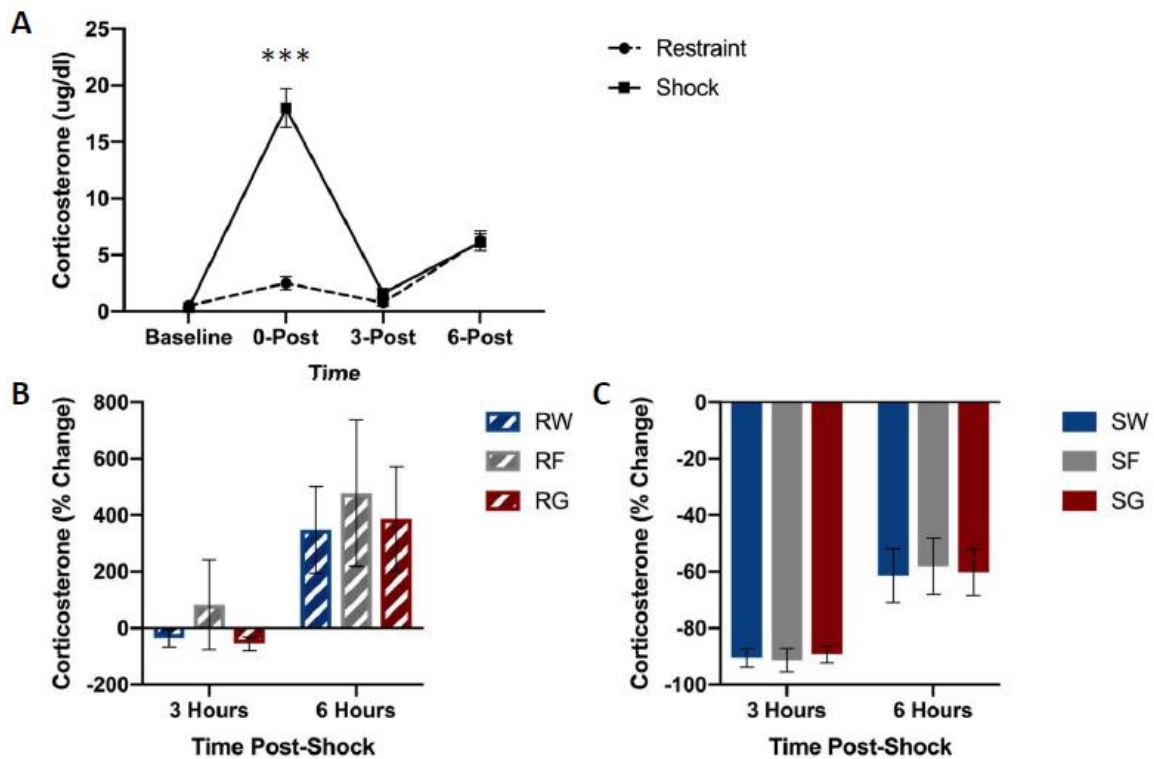 A
25
20
15
10
5
0
Corticosterone (ug/dl)
***
Baseline 0-Post 3-Post 6-Post
Time
Restraint
Shock
B
800
600
400
200
0
-200
Corticosterone (% Change)
3 Hours 6 Hours
Time Post-Shock
RW
RF
RG
C
0
-20
-40
-60
-80
-100
Corticosterone (% Change)
3 Hours 6 Hours
Time Post-Shock
SW
SF
SG